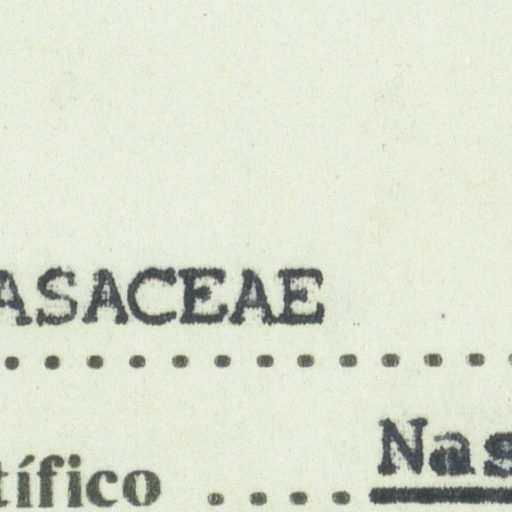 ASACEAE
tífico .... Nas